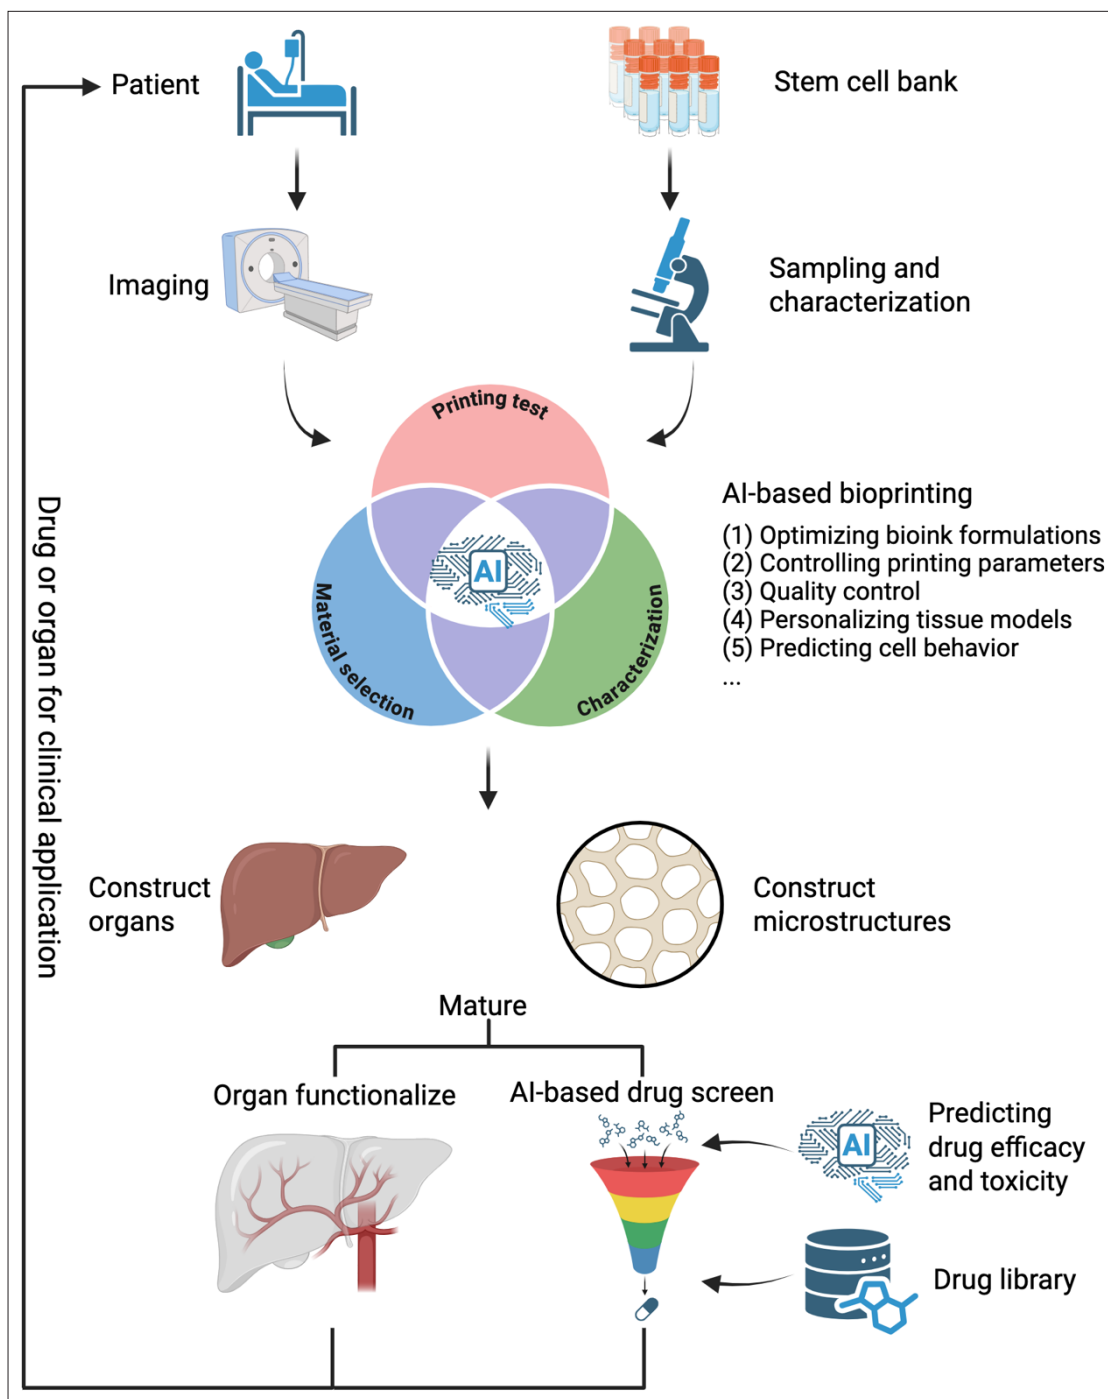 Patient
Stem cell bank
Imaging
Sampling and
characterization
Printing test
Material selection
Characterization
AI
AI-based bioprinting
(1) Optimizing bioink formulations
(2) Controlling printing parameters
(3) Quality control
(4) Personalizing tissue models
(5) Predicting cell behavior
...
Drug or organ for clinical application
Construct
organs
Construct
microstructures
Mature
Organ functionalize
AI-based drug screen
AI
Predicting
drug efficacy
and toxicity
Drug library